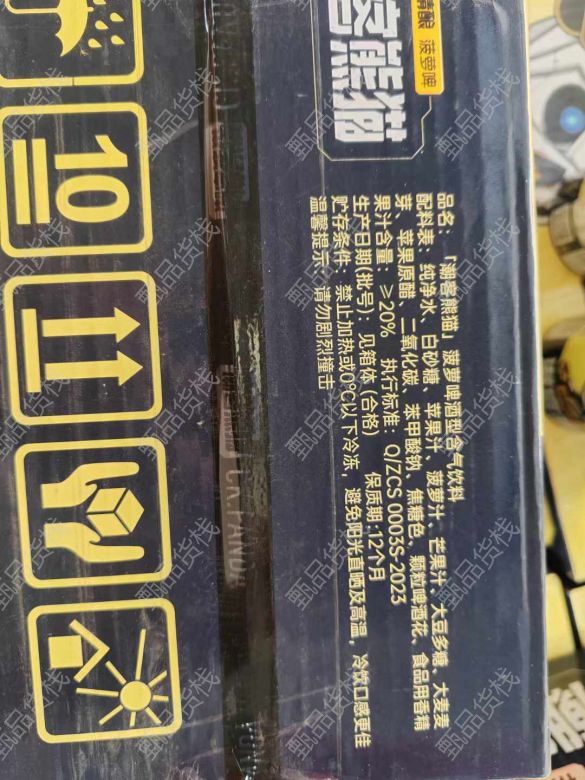 精酿 菠萝啤
熊猫
品名：「潮客熊猫」菠萝啤酒型含气饮料
配料表：纯净水、白砂糖、苹果汁、菠萝汁、芒果汁、大豆多糖、大麦麦
芽、苹果原醋、二氧化碳、苯甲酸钠、焦糖色、颗粒啤酒花、食品用香精
果汁含量：≥20% 执行标准：Q/ZCS 0003S-2023
生产日期(批号)：见箱体 (合格) 保质期:12个月
贮存条件：禁止加热或0°C以下冷冻，避免阳光直晒及高温，冷饮口感更佳
温馨提示：请勿剧烈撞击
10
CK.PANDA
甄品货栈